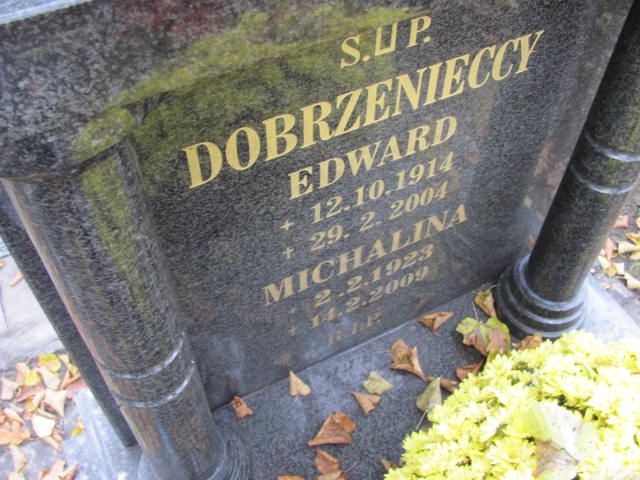 S.␣P.
DOBRZENIECCY
EDWARD
+ 12.10.1914
+ 29.2.2004
MICHALINA
+ 2.2.1923
+ 14.2.2009
R.I.P.